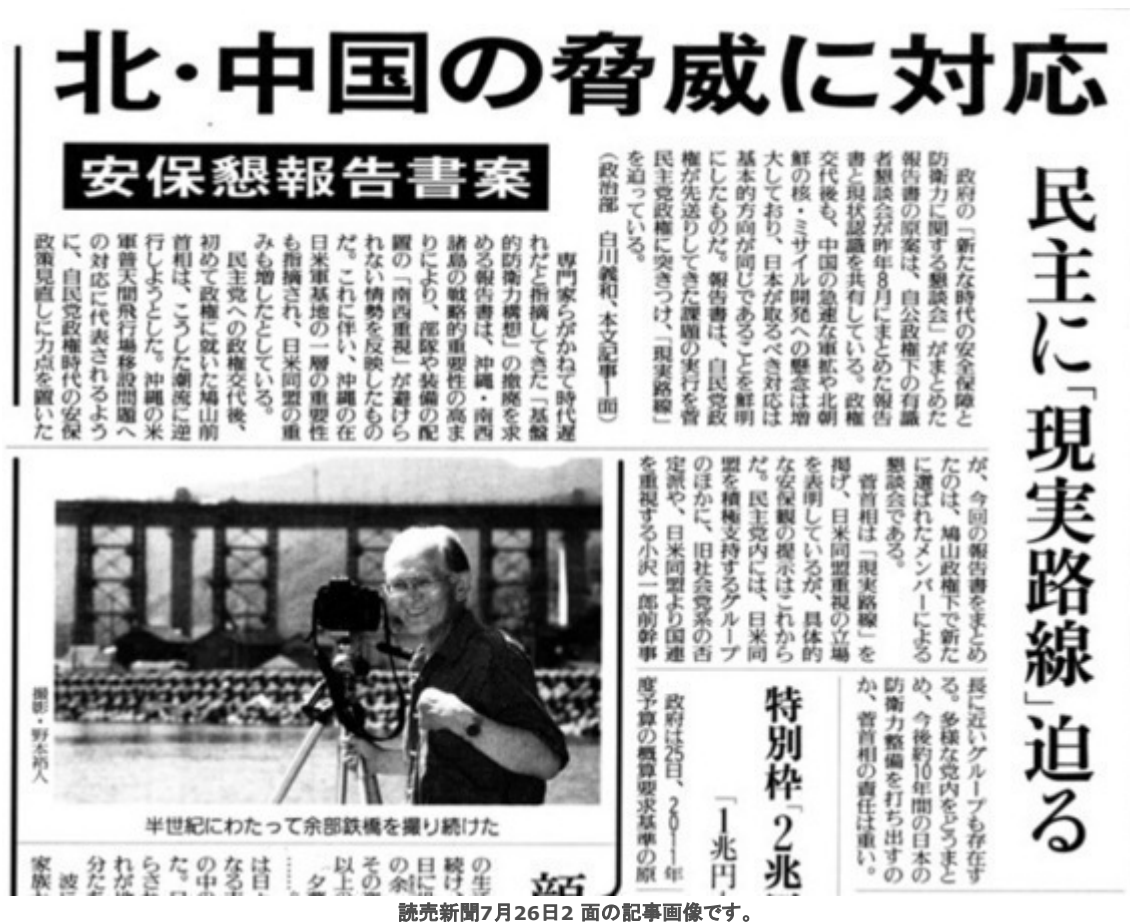 北・中国の脅威に対応
民主に「現実路線」迫る
安保懇報告書案
政府の「新たな時代の安全保障と
防衛力に関する懇談会」がまとめた
報告書の原案は、自公政権下の有識
者懇談会が昨年8月にまとめた報告
書と現状認識を共有している。政権
交代後も、中国の急速な軍拡や北朝
鮮の核・ミサイル開発への懸念は増
大しており、日本が取るべき対応は
基本的方向が同じであることを鮮明
にしたものだ。報告書は、自民党政
権が先送りしてきた課題の実行を菅
民主党政権に突きつけ、「現実路線」
を迫っている。
（政治部 白川義和、本文記事1面）
専門家らがかねて時代遅
れだと指摘してきた「基盤
的防衛力構想」の撤廃を求
める報告書は、沖縄・南西
諸島の戦略的重要性の高ま
りにより、部隊や装備の配
置の「南西重視」が避けら
れない情勢を反映したもの
だ。これに伴い、沖縄の在
日米軍基地の一層の重要性
も指摘され、日米同盟の重
みも増したとしている。
民主党への政権交代後、
初めて政権に就いた鳩山前
首相は、こうした潮流に逆
行しようとした。沖縄の米
軍普天間飛行場移設問題へ
の対応に代表されるよう
に、自民党政権時代の安保
政策見直しに力点を置いた
が、今回の報告書をまとめ
たのは、鳩山政権下で新た
に選ばれたメンバーによる
懇談会である。
菅首相は「現実路線」を
掲げ、日米同盟重視の立場
を表明しているが、具体的
な安保観の提示はこれから
だ。民主党内には、日米同
盟を積極支持するグループ
のほかに、旧社会党系の否
定派や、日米同盟より国連
を重視する小沢一郎前幹事
長に近いグループも存在す
る。多様な党内をどうまと
め、今後約10年間の日本の
防衛力整備を打ち出すの
か、菅首相の責任は重い。
特別枠「2兆
「1兆円
政府は25日、2011年
度予算の概算要求基準の原
撮影・野本裕人
半世紀にわたって余部鉄橋を撮り続けた
顔
の生
続け、
日に
の余
その
以上の
「夕
は日
なる
の中
た。
らさ
れが
分た
波
家族
読売新聞7月26日2 面の記事画像です。